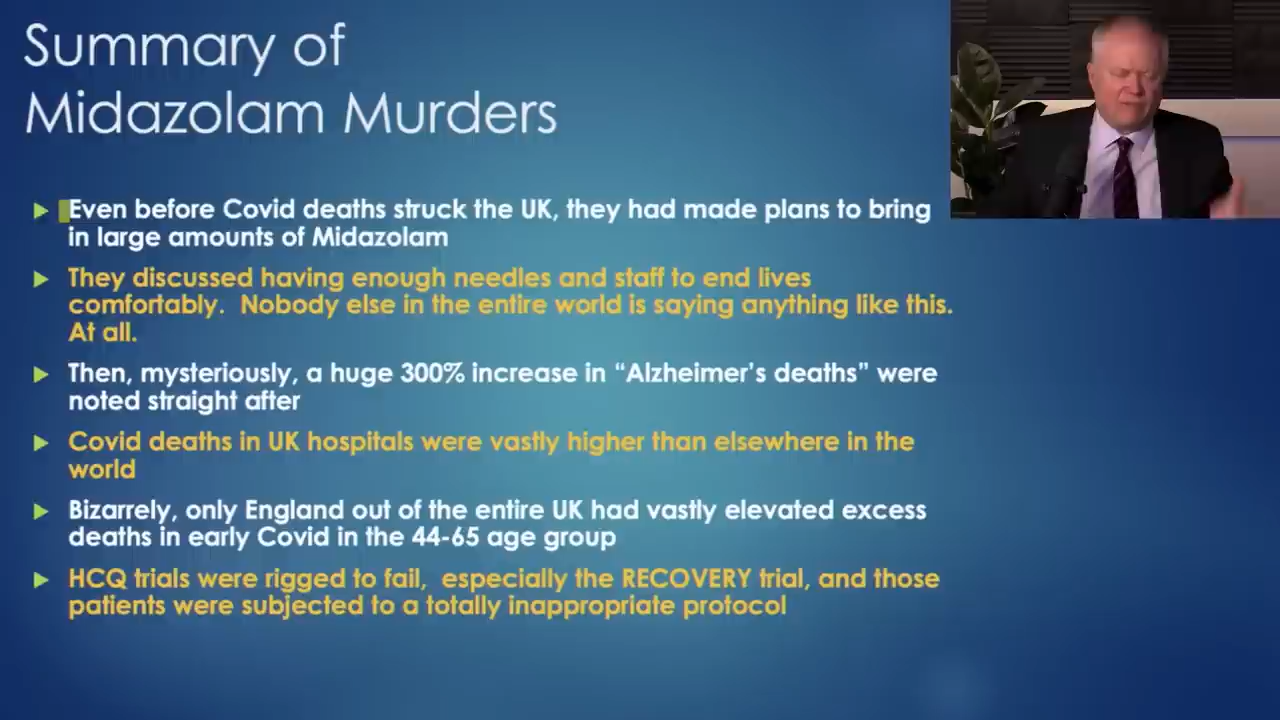 Summary of
Midazolam Murders
Even before Covid deaths struck the UK, they had made plans to bring
in large amounts of Midazolam
They discussed having enough needles and staff to end lives
comfortably.  Nobody else in the entire world is saying anything like this.
At all.
Then, mysteriously, a huge 300% increase in “Alzheimer’s deaths” were
noted straight after
Covid deaths in UK hospitals were vastly higher than elsewhere in the
world
Bizarrely, only England out of the entire UK had vastly elevated excess
deaths in early Covid in the 44-65 age group
HCQ trials were rigged to fail,  especially the RECOVERY trial, and those
patients were subjected to a totally inappropriate protocol